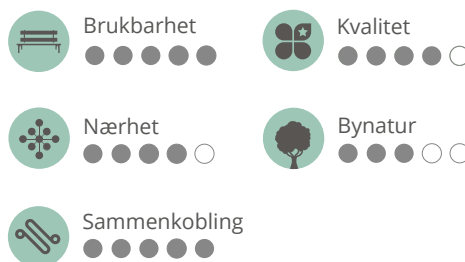 Brukbarhet
Kvalitet
Nærhet
Bynatur
Sammenkobling